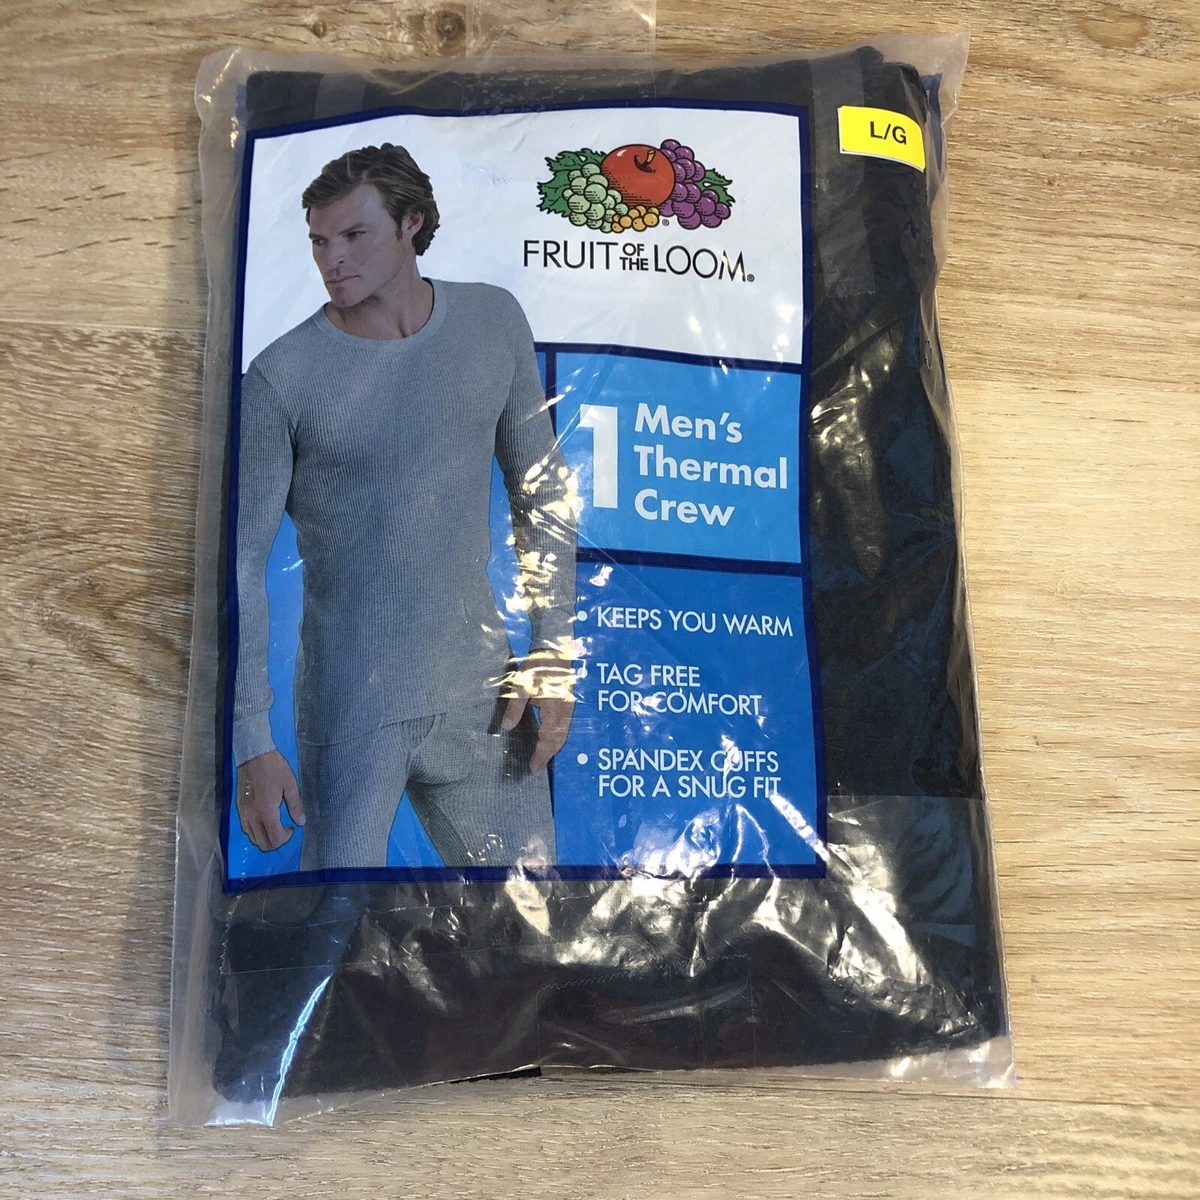 L/G
FRUIT OF THE LOOM®
1 Men's
Thermal
Crew
• KEEPS YOU WARM
• TAG FREE
FOR COMFORT
• SPANDEX CUFFS
FOR A SNUG FIT